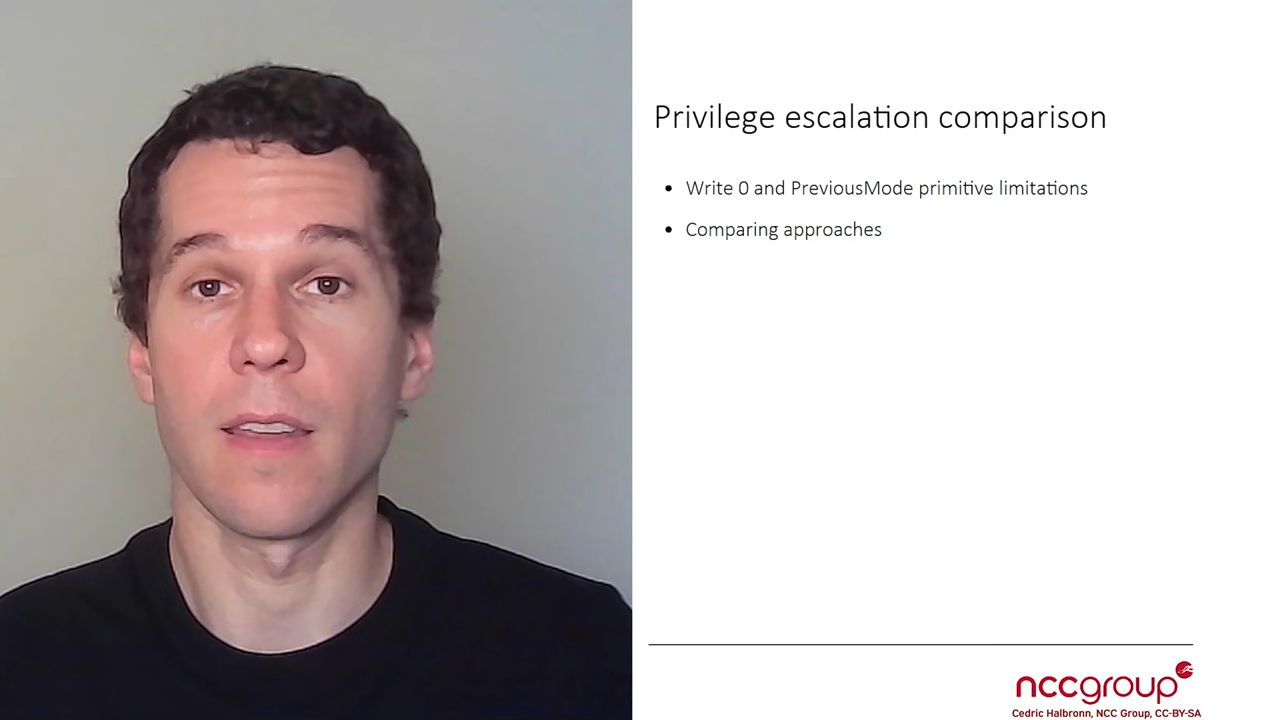 Privilege escalation comparison
• Write 0 and PreviousMode primitive limitations
• Comparing approaches
nccgroup
Cedric Halbronn, NCC Group, CC-BY-SA